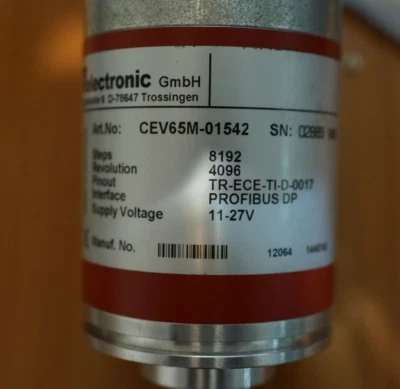 electronic GmbH
6 D-78647 Trossingen
Art.No: CEV65M-01542 SN:
Steps 8192
Revolution 4096
Pinout TR-ECE-TI-D-0017
Interface PROFIBUS DP
Supply Voltage 11-27V
Manuf. No.
12064